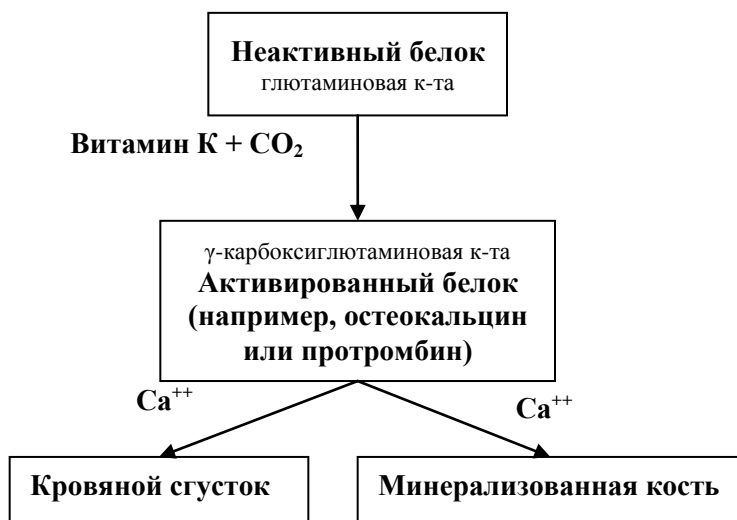 Неактивный белок
глютаминовая к-та
Витамин К + CO₂
γ-карбоксиглютаминовая к-та
Активированный белок
(например, остеокальцин
или протромбин)
Ca⁺⁺
Ca⁺⁺
Кровяной сгусток
Минерализованная кость